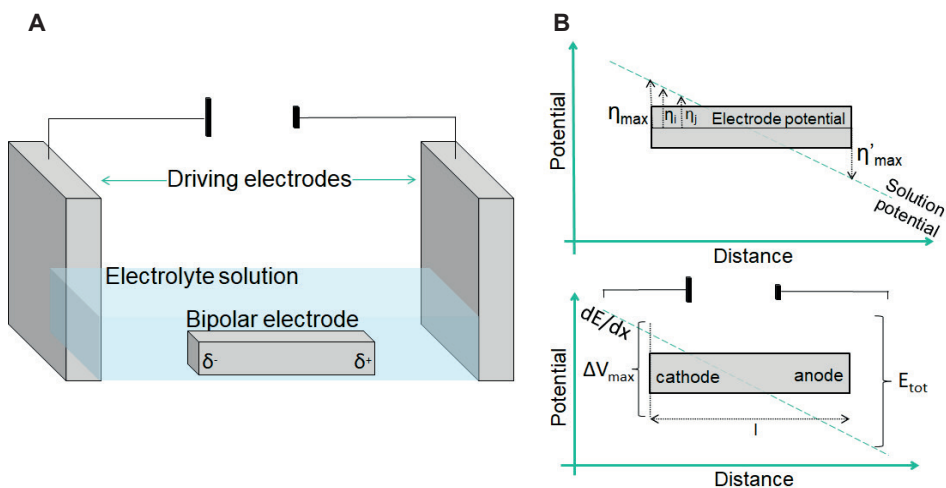 A
Driving electrodes
Electrolyte solution
Bipolar electrode
δ-
δ+
B
Potential
ηmax
ηi
ηj
Electrode potential
η'max
Solution
potential
Distance
Potential
dE/dx
ΔVmax
cathode
anode
Etot
l
Distance